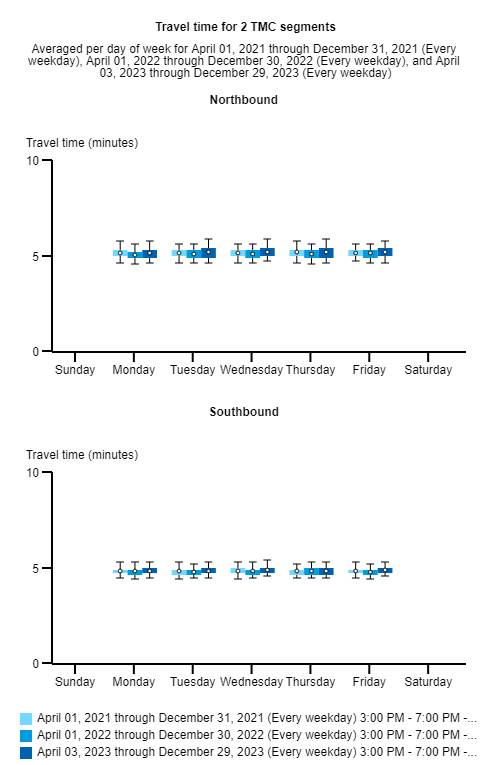 Travel time for 2 TMC segments
Averaged per day of week for April 01, 2021 through December 31, 2021 (Every
weekday), April 01, 2022 through December 30, 2022 (Every weekday), and April
03, 2023 through December 29, 2023 (Every weekday)
Northbound
Travel time (minutes)
10
5
0
Sunday Monday Tuesday Wednesday Thursday Friday Saturday
Southbound
Travel time (minutes)
10
5
0
Sunday Monday Tuesday Wednesday Thursday Friday Saturday
April 01, 2021 through December 31, 2021 (Every weekday) 3:00 PM - 7:00 PM -...
April 01, 2022 through December 30, 2022 (Every weekday) 3:00 PM - 7:00 PM -...
April 03, 2023 through December 29, 2023 (Every weekday) 3:00 PM - 7:00 PM -...